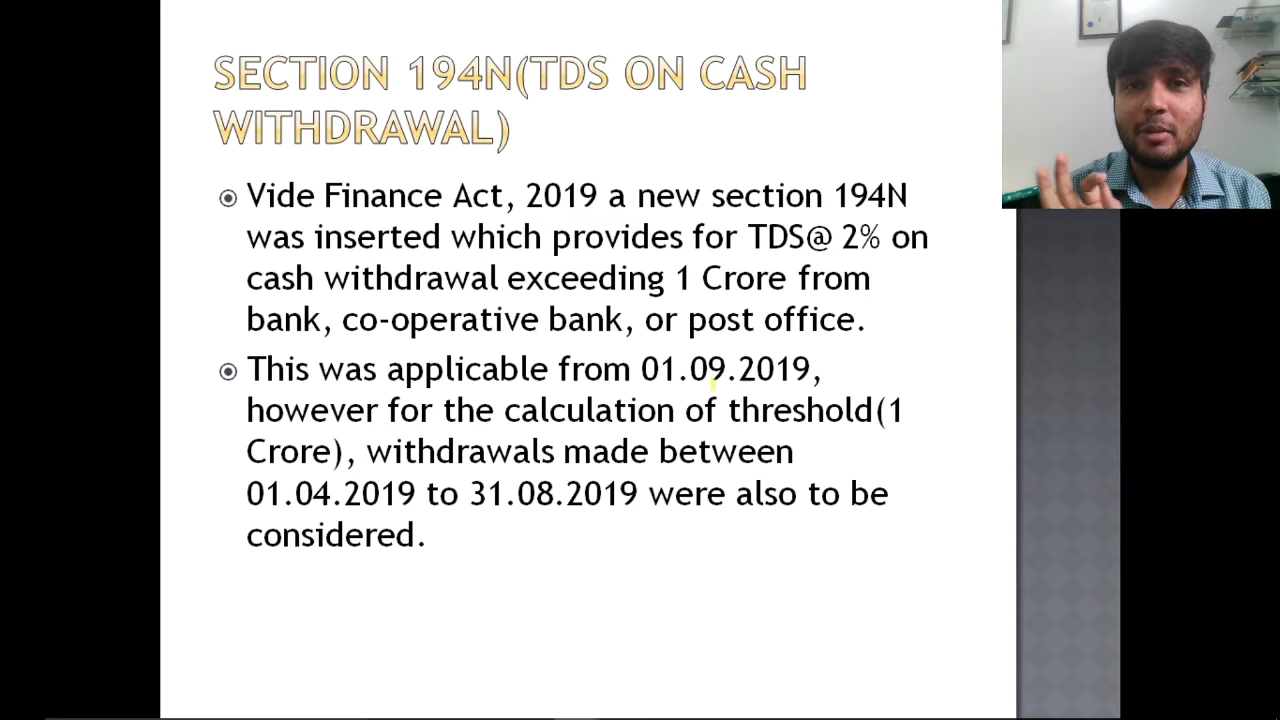 SECTION 194N(TDS ON CASH
WITHDRAWAL)
Vide Finance Act, 2019 a new section 194N
was inserted which provides for TDS@ 2% on
cash withdrawal exceeding 1 Crore from
bank, co-operative bank, or post office.
This was applicable from 01.09.2019,
however for the calculation of threshold(1
Crore), withdrawals made between
01.04.2019 to 31.08.2019 were also to be
considered.